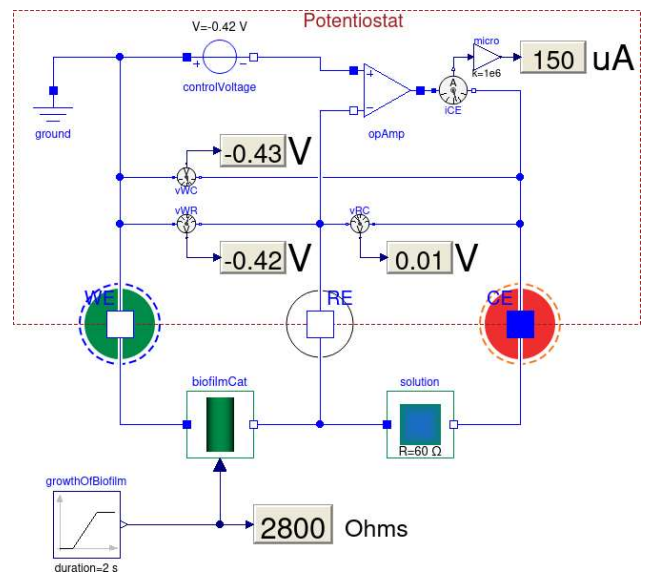 Potentiostat
V=-0.42 V
+
-
controlVoltage
ground
+
-
opAmp
micro
k=1e6
A
iCE
150 uA
-0.43 V
vWC
vWR
vRC
-0.42 V
0.01 V
WE
RE
CE
biofilmCat
solution
R=60 Ω
growthOfBiofilm
duration=2 s
2800 Ohms